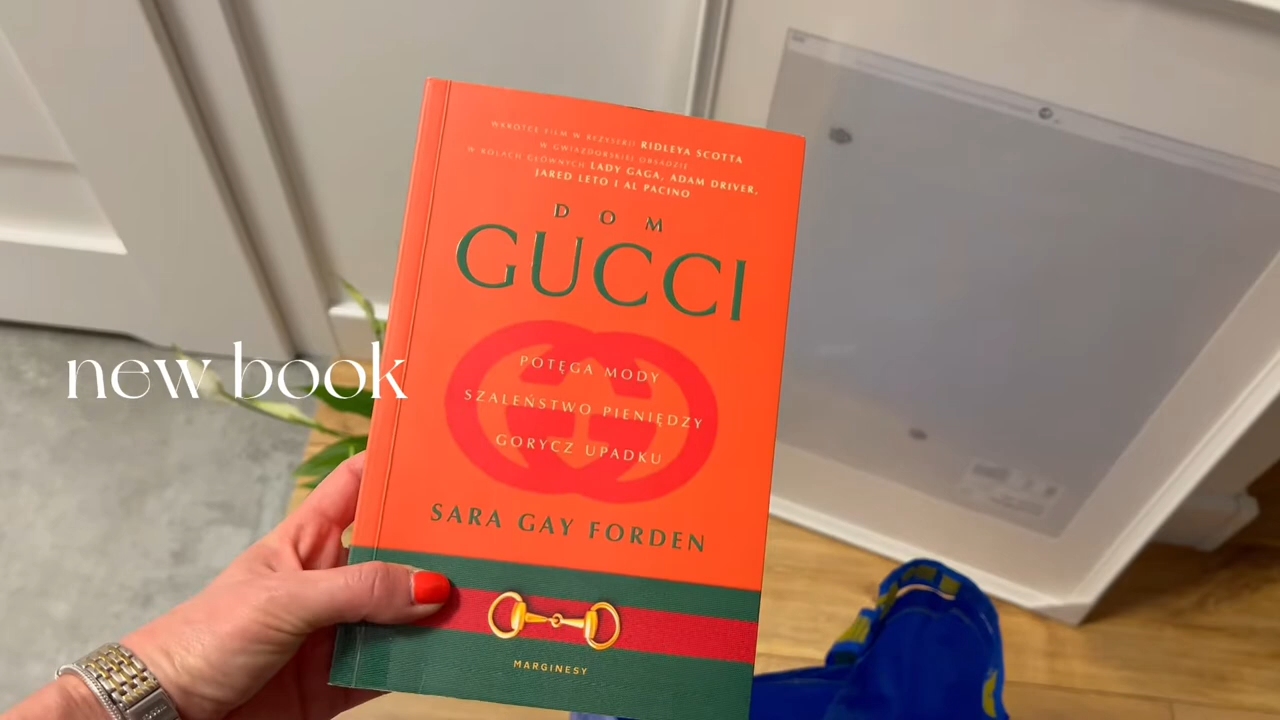 WKRÓTCE FILM W REŻYSERII RIDLEYA SCOTTA
W GWIAZDORSKIEJ OBSADZIE
W ROLACH GŁÓWNYCH LADY GAGA, ADAM DRIVER,
JARED LETO I AL PACINO
DOM
GUCCI
new book
POTĘGA MODY
SZALEŃSTWO PIENIĘDZY
GORYCZ UPADKU
SARA GAY FORDEN
MARGINESY